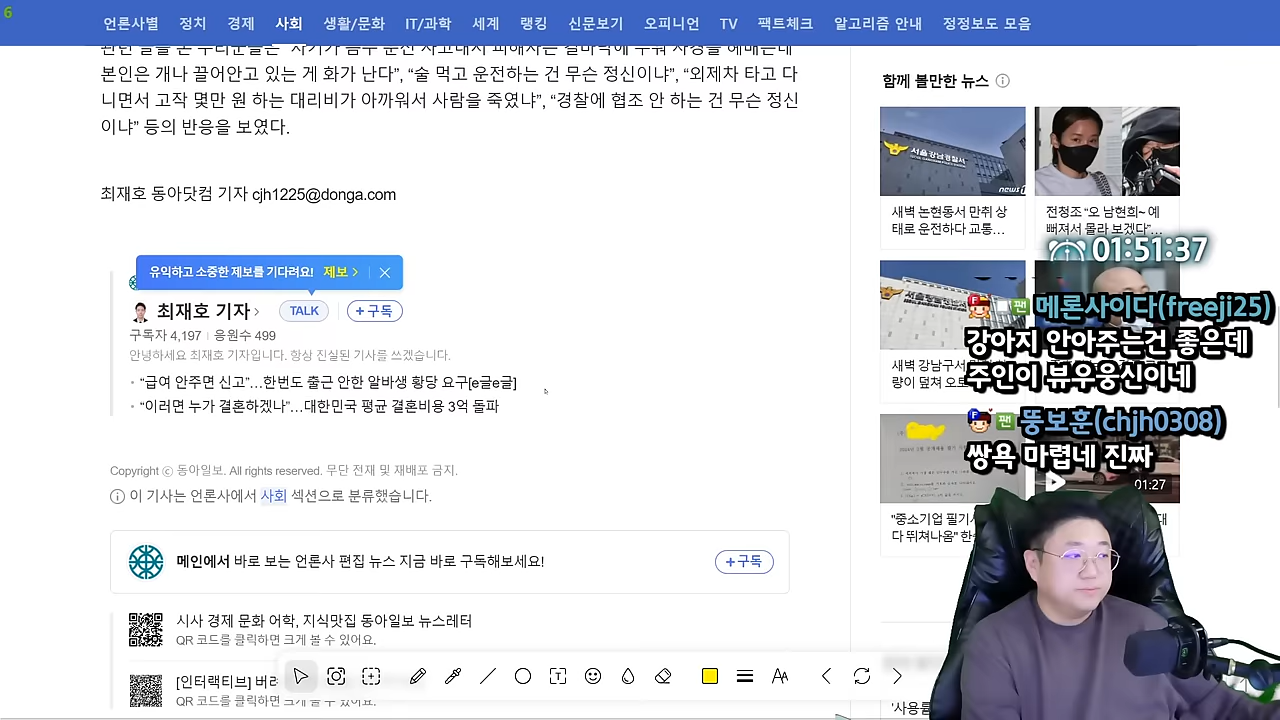 6
언론사별 정치 경제 사회 생활/문화 IT/과학 세계 랭킹 신문보기 오피니언 TV 팩트체크 알고리즘 안내 정정보도 모음
본인은 개나 끌어안고 있는 게 화가 난다”, “술 먹고 운전하는 건 무슨 정신이냐”, “외제차 타고 다
니면서 고작 몇만 원 하는 대리비가 아까워서 사람을 죽였냐”, “경찰에 협조 안 하는 건 무슨 정신
이냐” 등의 반응을 보였다.
최재호 동아닷컴 기자 cjh1225@donga.com
유익하고 소중한 제보를 기다려요! 제보
최재호 기자
TALK
+구독
구독자 4,197
응원수 499
안녕하세요 최재호 기자입니다. 항상 진실된 기사를 쓰겠습니다.
“급여 안주면 신고”…한번도 출근 안한 알바생 황당 요구[e글e글]
“이러면 누가 결혼하겠나”…대한민국 평균 결혼비용 3억 돌파
Copyright ⓒ 동아일보. All rights reserved. 무단 전재 및 재배포 금지.
이 기사는 언론사에서 사회 섹션으로 분류했습니다.
메인에서 바로 보는 언론사 편집 뉴스 지금 바로 구독해보세요!
+구독
시사 경제 문화 어학, 지식맛집 동아일보 뉴스레터
QR 코드를 클릭하면 크게 볼 수 있어요.
[인터랙티브]
QR 코드를 클릭하면 크게 볼 수 있어요.
함께 볼만한 뉴스
서울강남경찰서
news1
새벽 논현동서 만취 상
태로 운전하다 교통…
전청조 “오 남현희~ 예
뻐져서 몰라 보겠다”…
01:51:37
새벽 강남구서
량이 덮쳐 오토
팬 메론사이다(freeji25)
강아지 안아주는건 좋은데
주인이 뷰우웅신이네
팬 뚱보훈(chjh0308)
쌍욕 마렵네 진짜
01:27
"중소기업 필기
다 뛰쳐나옴"